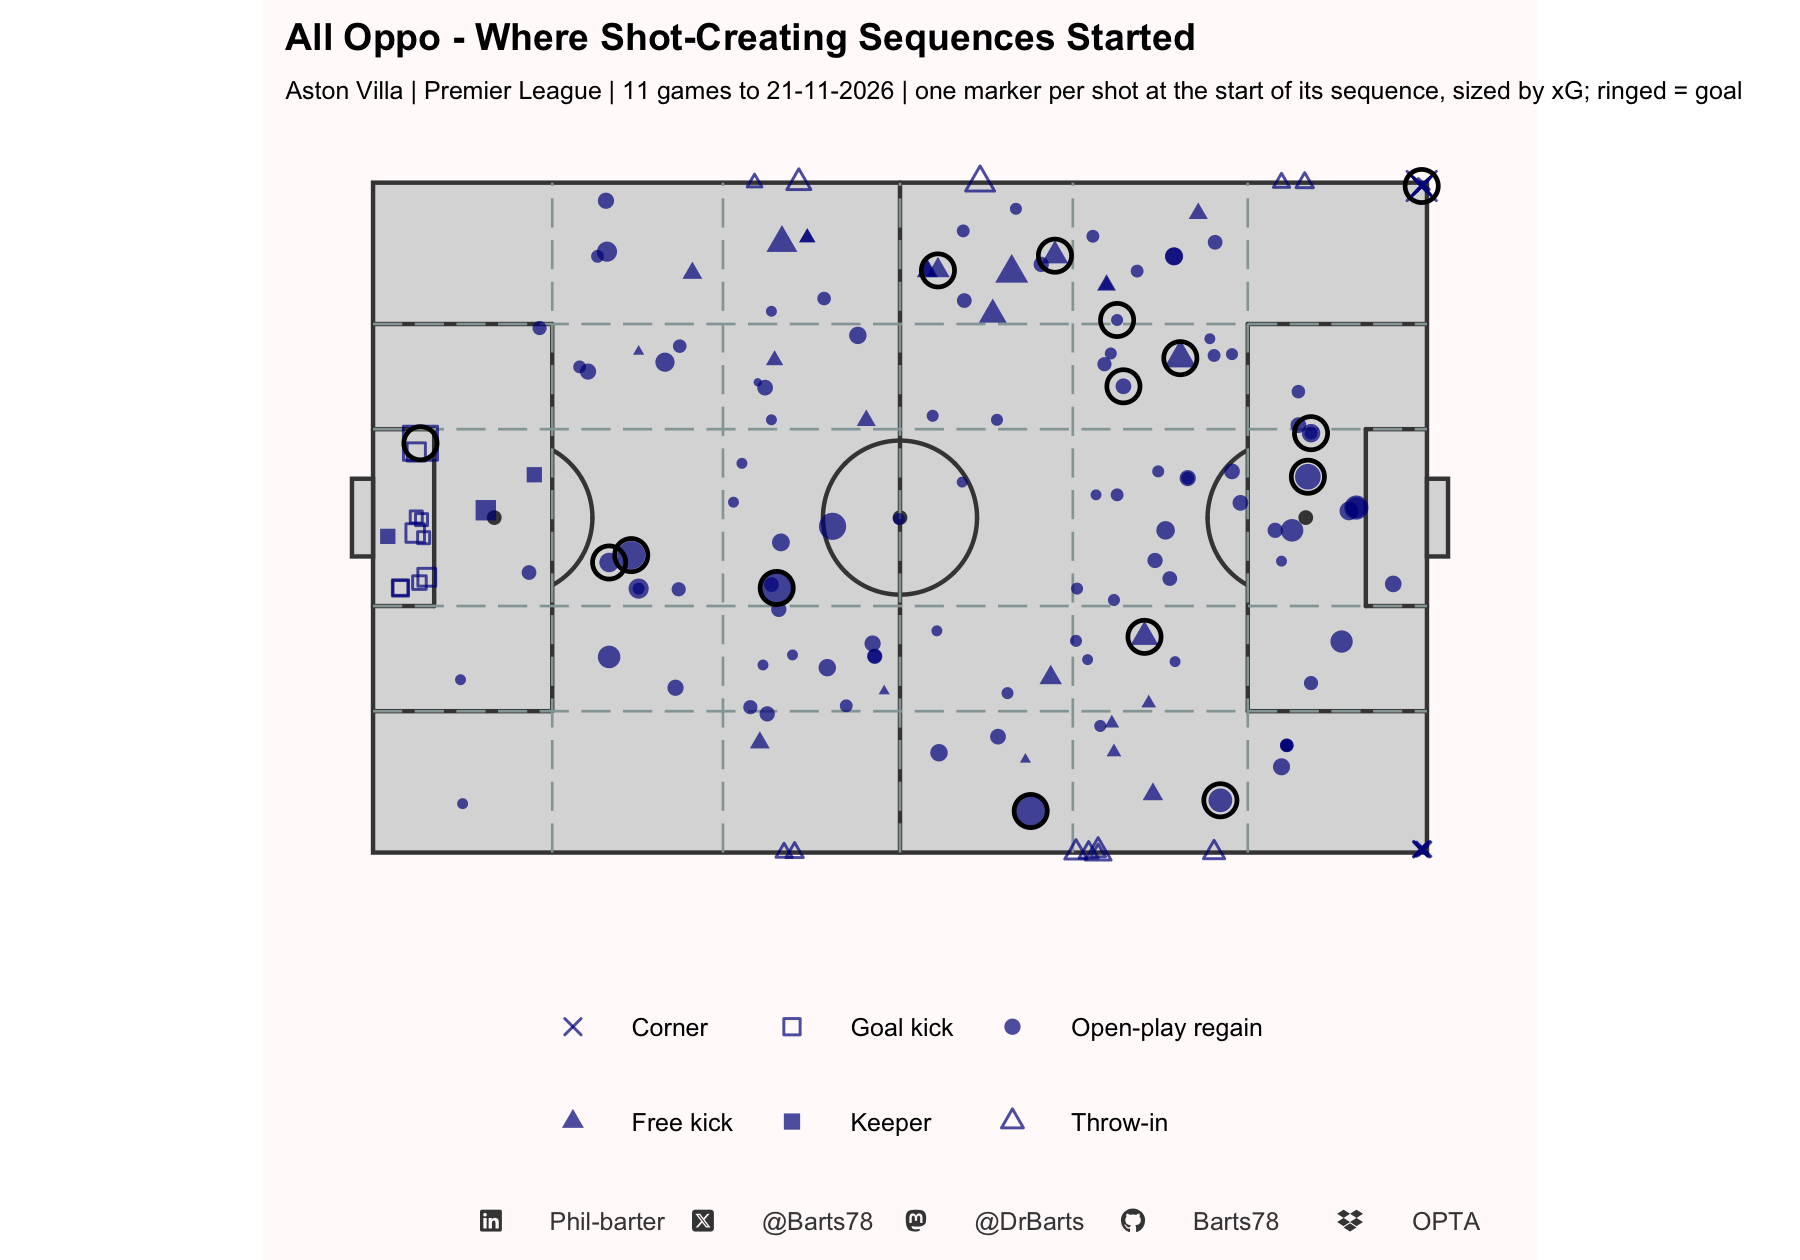 All Oppo - Where Shot-Creating Sequences Started
Aston Villa | Premier League | 11 games to 21-11-2026 | one marker per shot at the start of its sequence, sized by xG; ringed = goal
Corner Goal kick Open-play regain
Free kick Keeper Throw-in
Phil-barter @Barts78 @DrBarts Barts78 OPTA